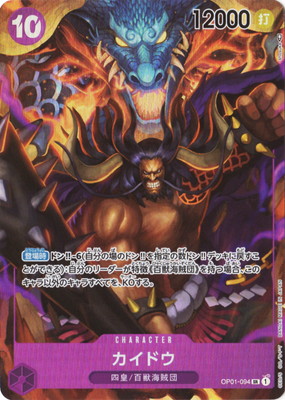 10
12000
打
登場時 ドン!!-6(自分の場のドン!!を指定の数ドン!!デッキに戻す
ことができる):自分のリーダーが特徴《百獣海賊団》を持つ場合、この
キャラ以外のキャラすべてを、KOする。
CHARACTER
カイドウ
四皇/百獣海賊団
OP01-094 SR 1